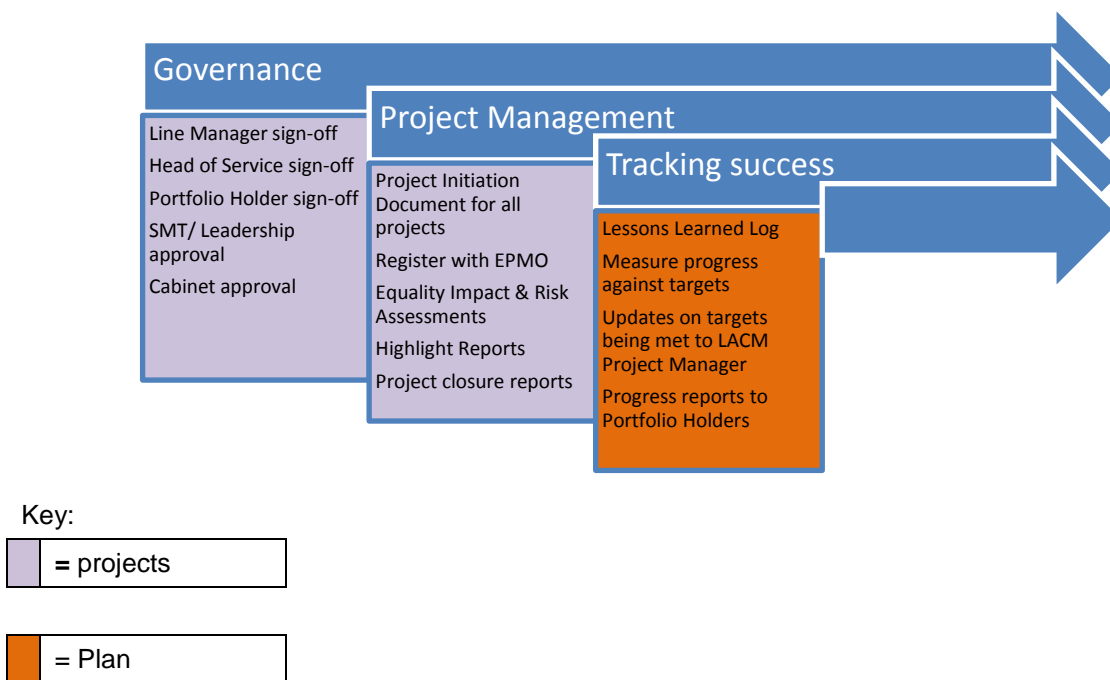 Governance
Line Manager sign-off
Head of Service sign-off
Portfolio Holder sign-off
SMT/ Leadership
approval
Cabinet approval
Project Management
Project Initiation
Document for all
projects
Register with EPMO
Equality Impact & Risk
Assessments
Highlight Reports
Project closure reports
Tracking success
Lessons Learned Log
Measure progress
against targets
Updates on targets
being met to LACM
Project Manager
Progress reports to
Portfolio Holders
Key:
= projects
= Plan